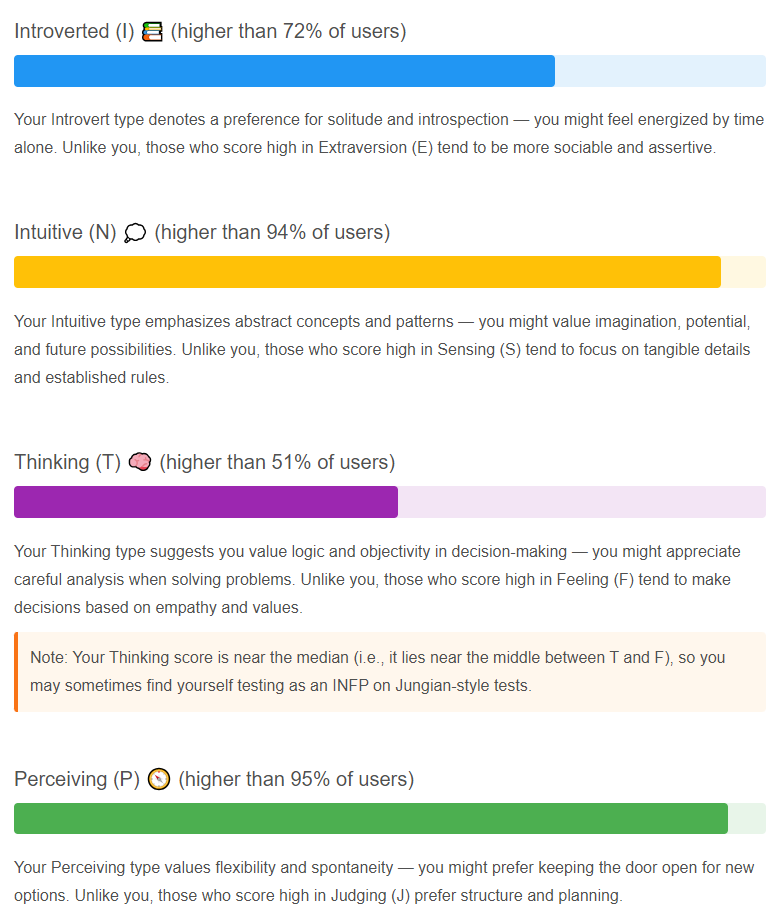 Introverted (I) 📚 (higher than 72% of users)
Your Introvert type denotes a preference for solitude and introspection — you might feel energized by time
alone. Unlike you, those who score high in Extraversion (E) tend to be more sociable and assertive.
Intuitive (N) 💭 (higher than 94% of users)
Your Intuitive type emphasizes abstract concepts and patterns — you might value imagination, potential,
and future possibilities. Unlike you, those who score high in Sensing (S) tend to focus on tangible details
and established rules.
Thinking (T) 🧠 (higher than 51% of users)
Your Thinking type suggests you value logic and objectivity in decision-making — you might appreciate
careful analysis when solving problems. Unlike you, those who score high in Feeling (F) tend to make
decisions based on empathy and values.
Note: Your Thinking score is near the median (i.e., it lies near the middle between T and F), so you
may sometimes find yourself testing as an INFP on Jungian-style tests.
Perceiving (P) 🧭 (higher than 95% of users)
Your Perceiving type values flexibility and spontaneity — you might prefer keeping the door open for new
options. Unlike you, those who score high in Judging (J) prefer structure and planning.